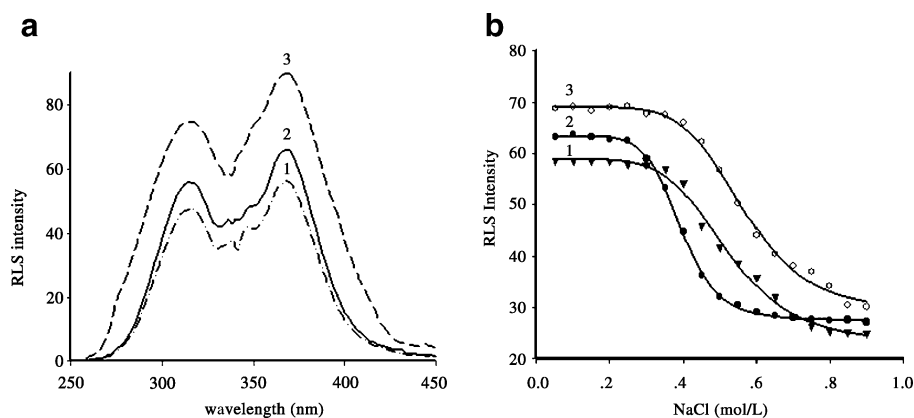 a
RLS intensity
80
60
40
20
0
3
2
1
250 300 350 400 450
wavelength (nm)
b
RLS Intensity
80
70
60
50
40
30
20
3
2
1
0.0 .2 .4 .6 .8 1.0
NaCl (mol/L)